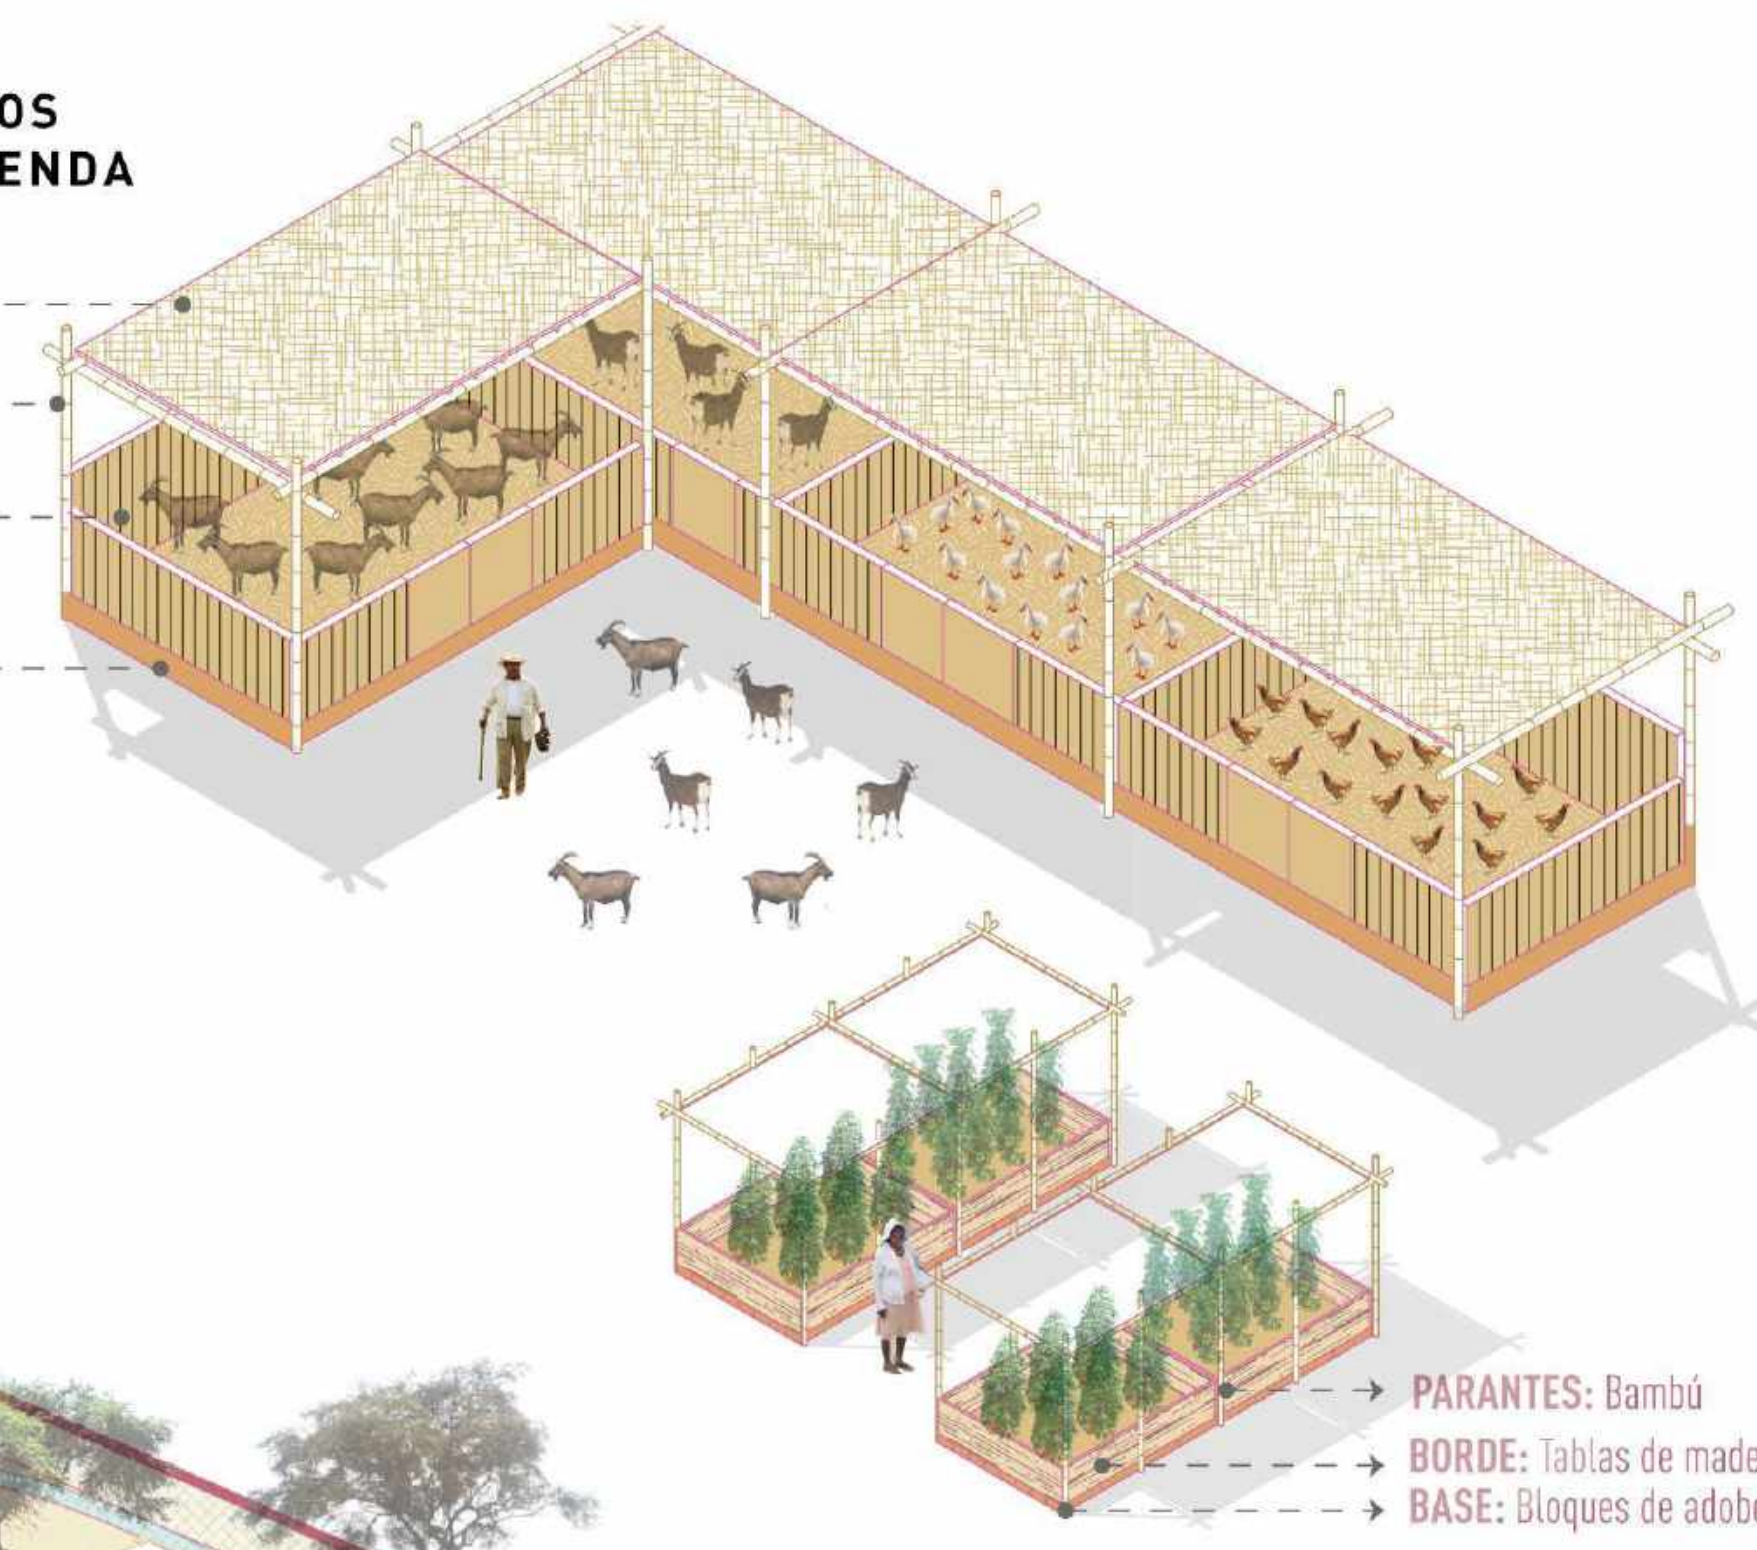 OS
ENDA
PARANTES: Bambú
BORDE: Tablas de made
BASE: Bloques de adobe